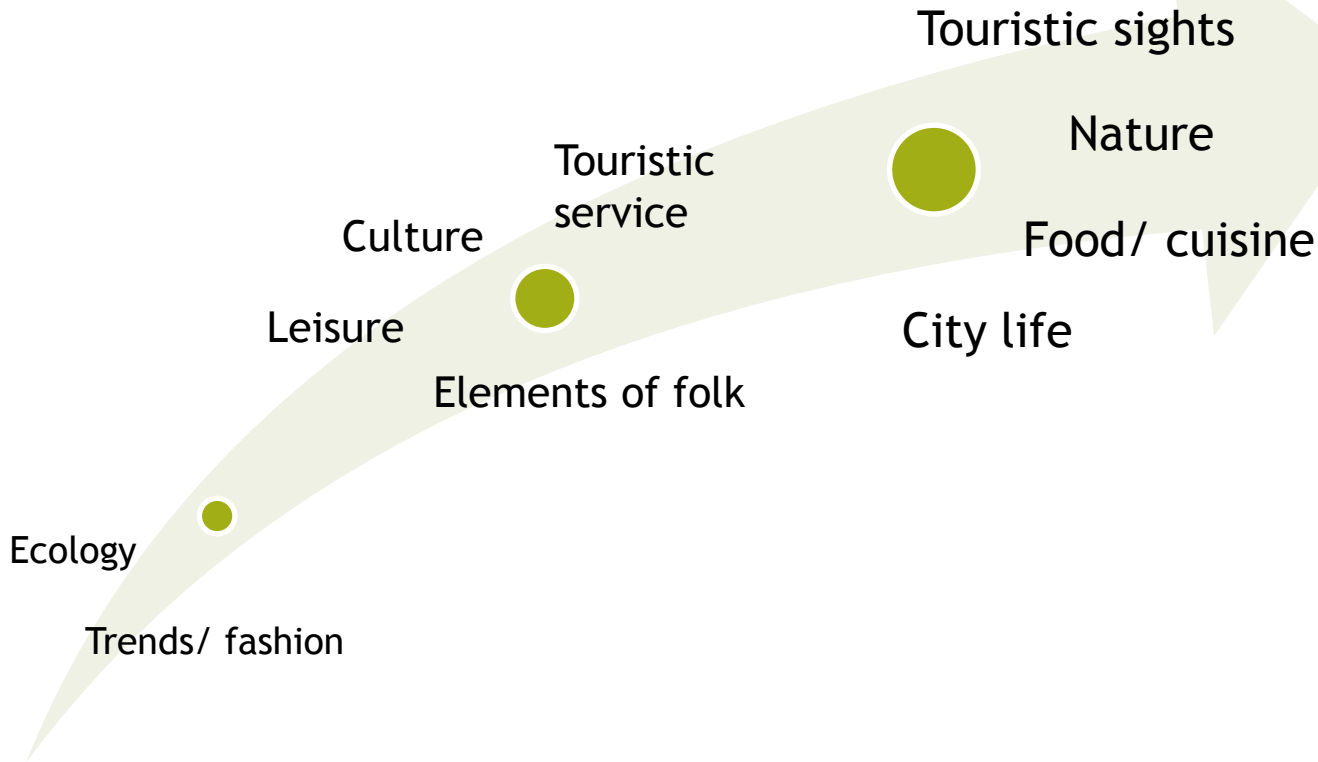 Touristic sights
Nature
Touristic
service
Culture
Food/ cuisine
Leisure
City life
Elements of folk
Ecology
Trends/ fashion